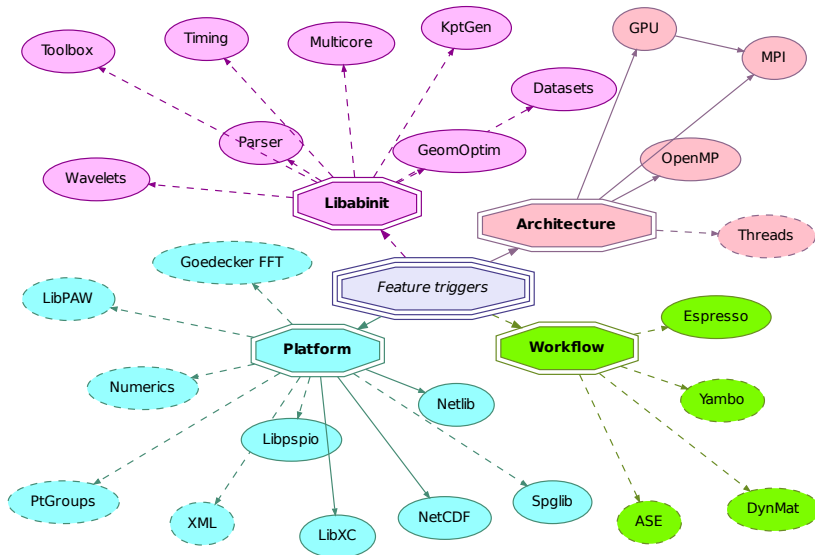 GPU
KptGen
Timing
Multicore
Toolbox
MPI
Datasets
Parser
GeomOptim
OpenMP
Wavelets
Libabinit
Architecture
Threads
Goedecker FFT
Feature triggers
LibPAW
Espresso
Platform
Workflow
Numerics
Yambo
Netlib
Libpspio
PtGroups
Spglib
DynMat
NetCDF
XML
ASE
LibXC